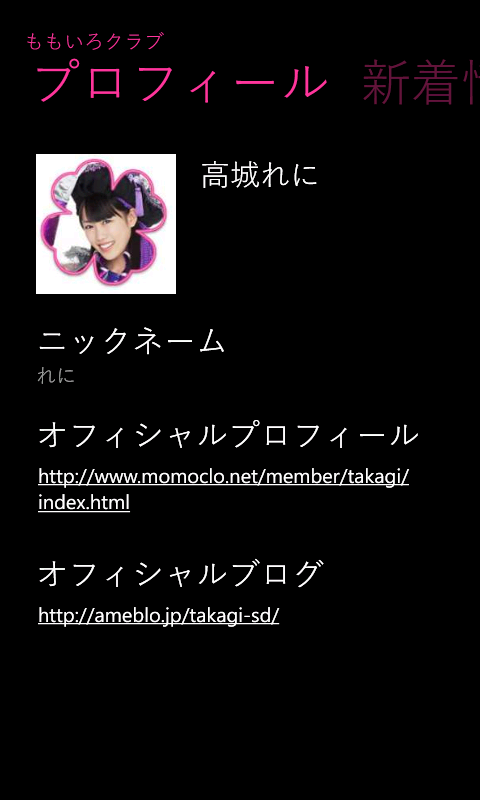 ももいろクラブ
プロフィール 新着
高城れに
ニックネーム
れに
オフィシャルプロフィール
http://www.momoclo.net/member/takagi/
index.html
オフィシャルブログ
http://ameblo.jp/takagi-sd/